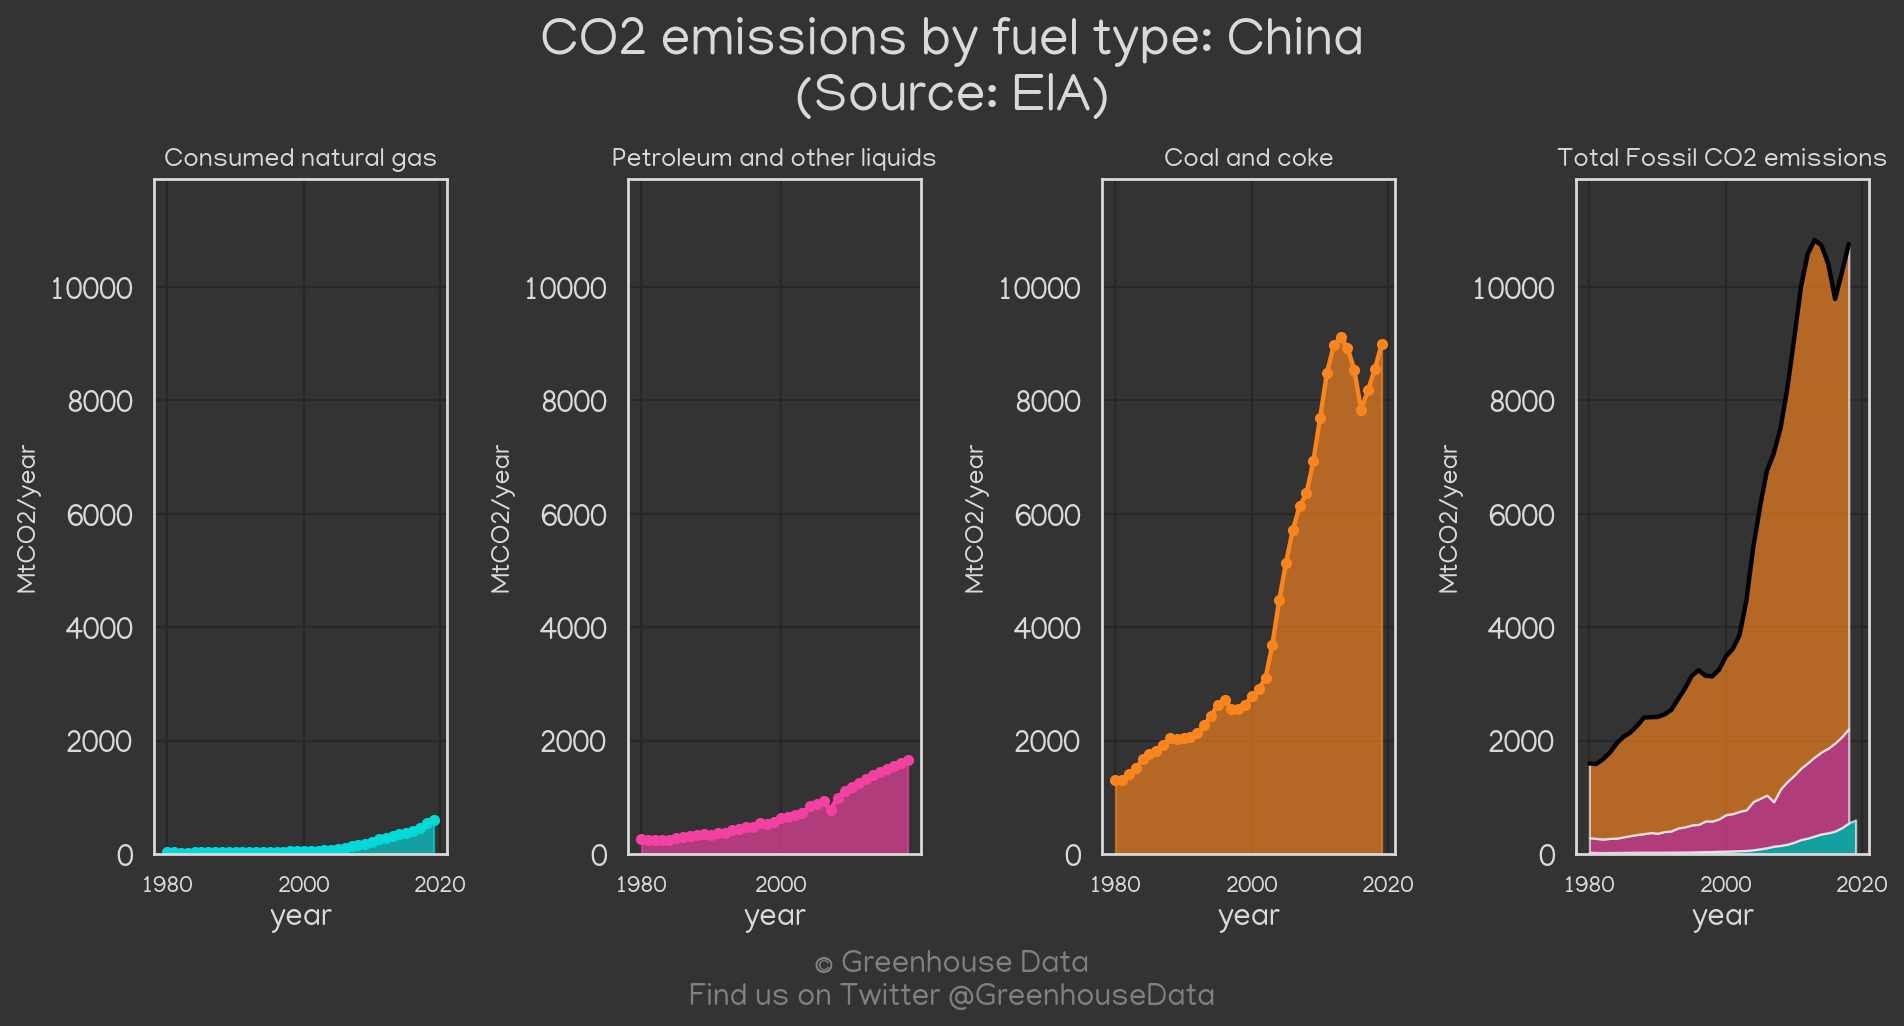 CO2 emissions by fuel type: China
(Source: EIA)
Consumed natural gas
Petroleum and other liquids
Coal and coke
Total Fossil CO2 emissions
MtCO2/year
10000
8000
6000
4000
2000
0
1980 2000 2020
year
MtCO2/year
10000
8000
6000
4000
2000
0
1980 2000
year
MtCO2/year
10000
8000
6000
4000
2000
0
1980 2000 2020
year
MtCO2/year
10000
8000
6000
4000
2000
0
1980 2000 2020
year
© Greenhouse Data
Find us on Twitter @GreenhouseData